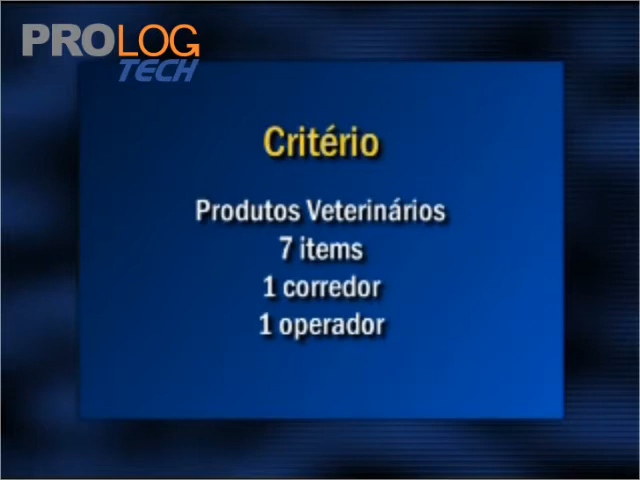 PROLOG
TECH
Critério
Produtos Veterinários
7 items
1 corredor
1 operador